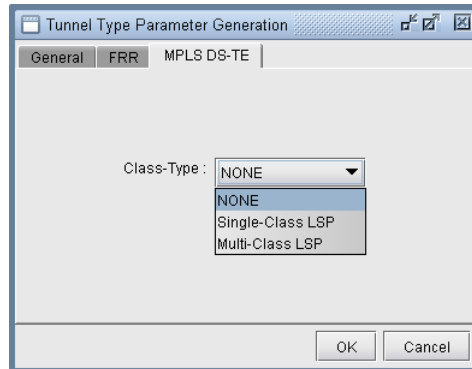 Tunnel Type Parameter Generation
General FRR MPLS DS-TE
Class-Type : NONE
NONE
Single-Class LSP
Multi-Class LSP
OK Cancel